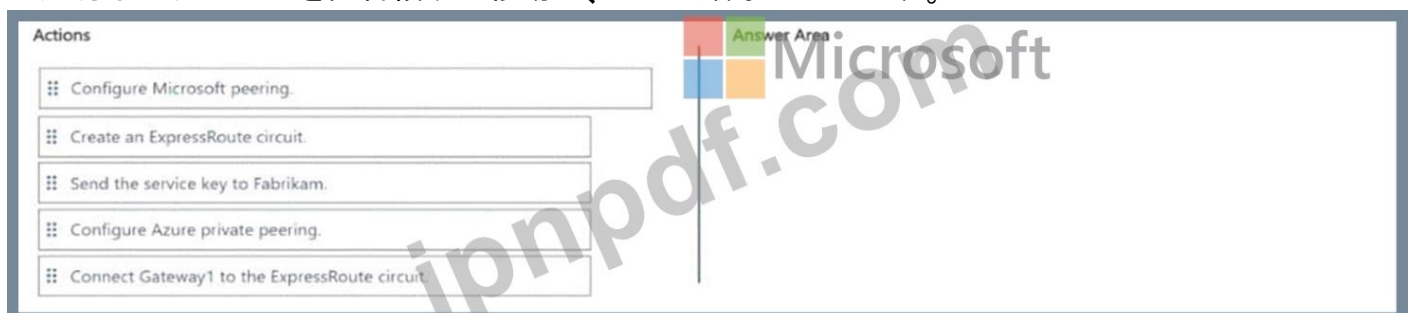 Actions
Answer Area
Microsoft
Configure Microsoft peering.
Create an ExpressRoute circuit.
Send the service key to Fabrikam.
Configure Azure private peering.
Connect Gateway1 to the ExpressRoute circuit.
jpnpdf.com